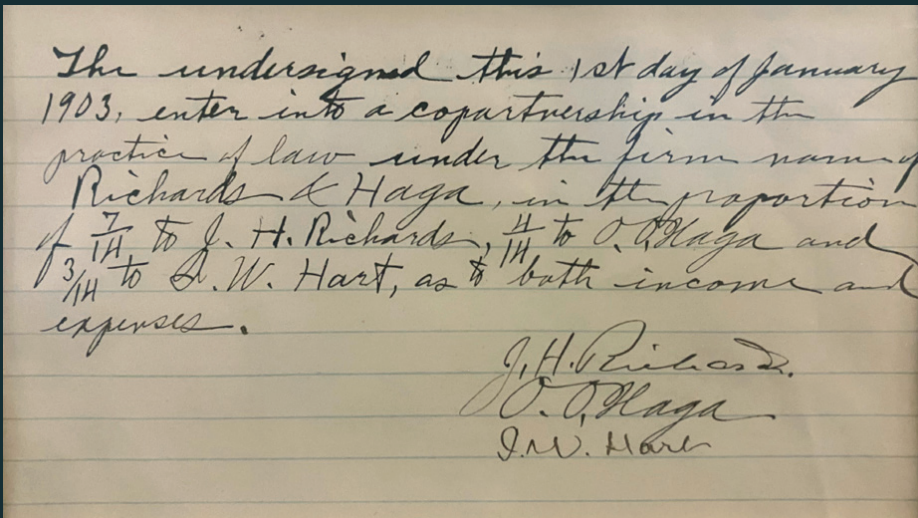 The undersigned this 1st day of January
1903, enter into a copartnership in the
practice of law under the firm name of
Richards & Haga, in the proportion
of 7/14 to J. H. Richards, 4/14 to O. O. Haga and
3/14 to I. W. Hart, as to both income and
expenses.
J. H. Richards.
O. O. Haga
I. W. Hart